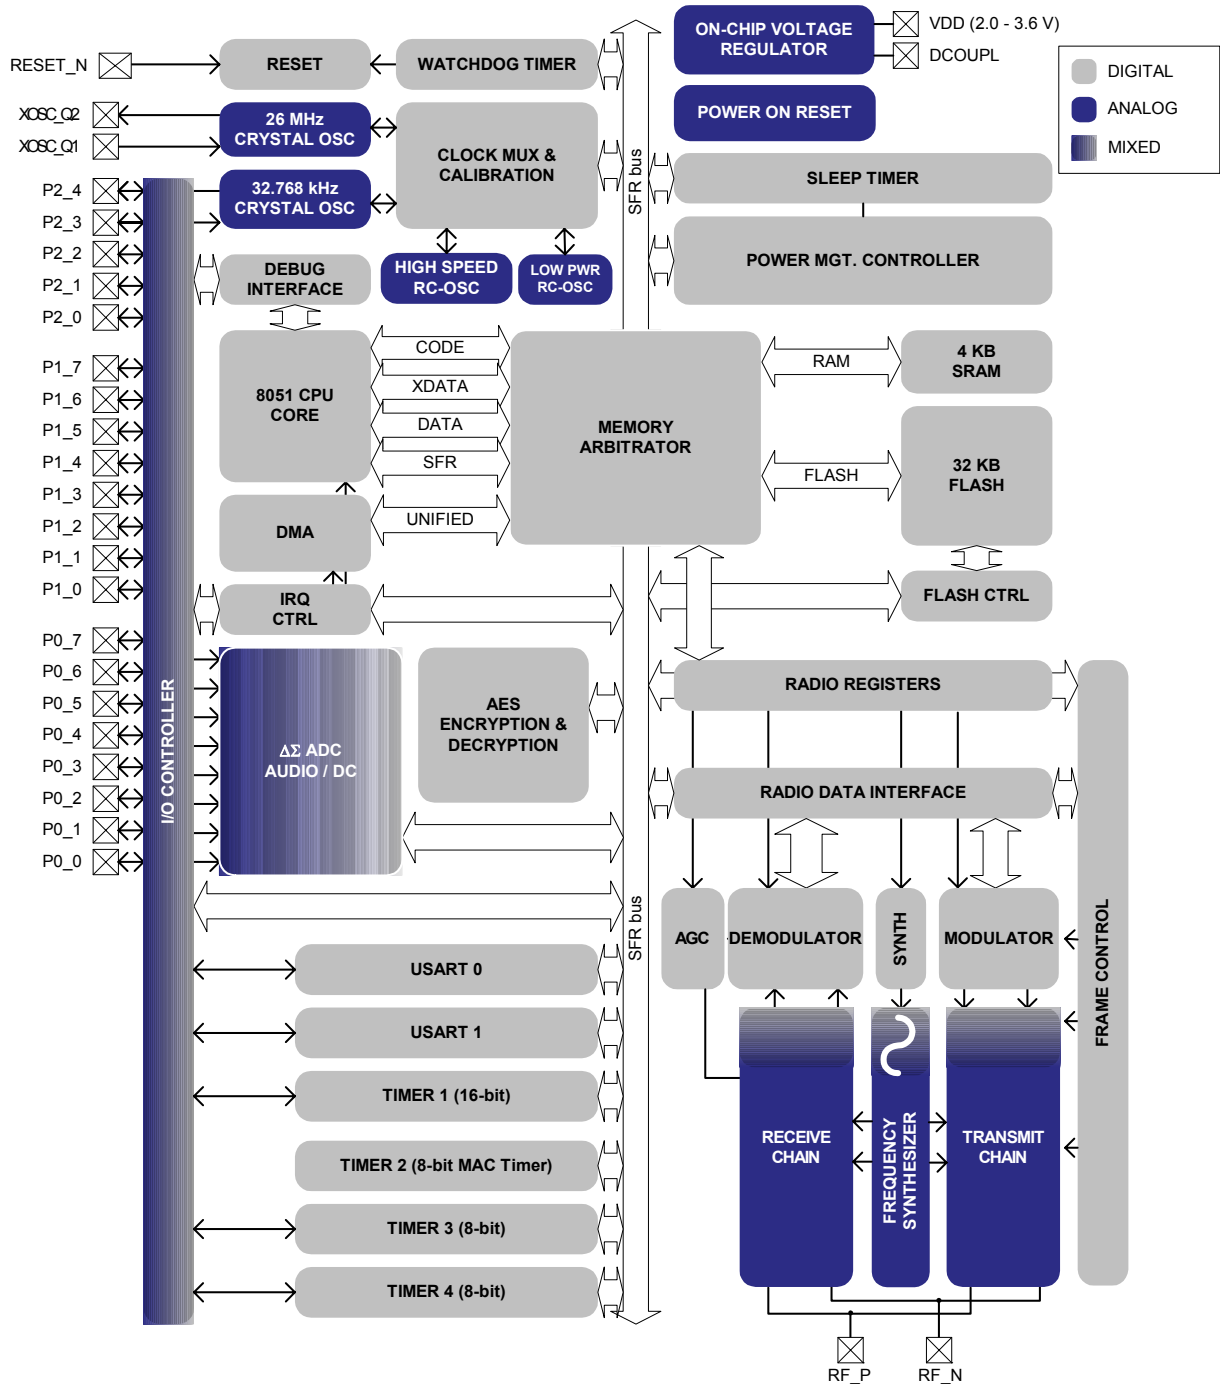 RESET_N
XOSC_Q2
XOSC_Q1
P2_4
P2_3
P2_2
P2_1
P2_0
P1_7
P1_6
P1_5
P1_4
P1_3
P1_2
P1_1
P1_0
P0_7
P0_6
P0_5
P0_4
P0_3
P0_2
P0_1
P0_0
I/O CONTROLLER
RESET
WATCHDOG TIMER
26 MHz
CRYSTAL OSC
32.768 kHz
CRYSTAL OSC
CLOCK MUX &
CALIBRATION
HIGH SPEED
RC-OSC
LOW PWR
RC-OSC
DEBUG
INTERFACE
8051 CPU
CORE
DMA
IRQ
CTRL
CODE
XDATA
DATA
SFR
UNIFIED
MEMORY
ARBITRATOR
ΔΣ ADC
AUDIO / DC
AES
ENCRYPTION &
DECRYPTION
USART 0
USART 1
TIMER 1 (16-bit)
TIMER 2 (8-bit MAC Timer)
TIMER 3 (8-bit)
TIMER 4 (8-bit)
SFR bus
SFR bus
ON-CHIP VOLTAGE
REGULATOR
VDD (2.0 - 3.6 V)
DCOUPL
POWER ON RESET
DIGITAL
ANALOG
MIXED
SLEEP TIMER
POWER MGT. CONTROLLER
RAM
4 KB
SRAM
FLASH
32 KB
FLASH
FLASH CTRL
RADIO REGISTERS
RADIO DATA INTERFACE
AGC
DEMODULATOR
SYNTH
MODULATOR
FRAME CONTROL
RECEIVE
CHAIN
FREQUENCY
SYNTHESIZER
TRANSMIT
CHAIN
RF_P
RF_N